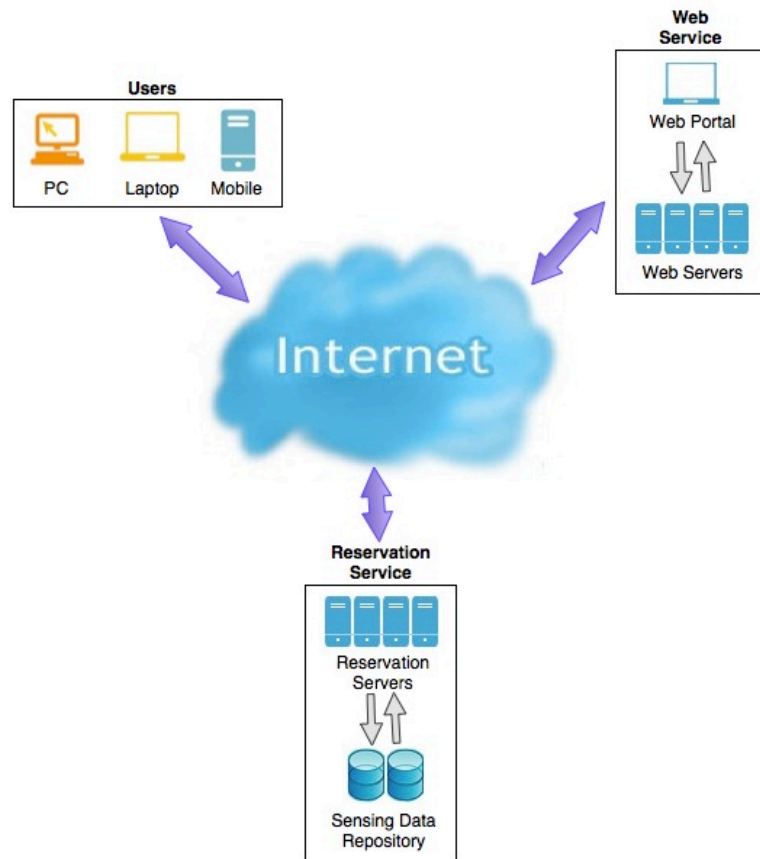 Users
PC
Laptop
Mobile
Web
Service
Web Portal
Web Servers
Internet
Reservation
Service
Reservation
Servers
Sensing Data
Repository